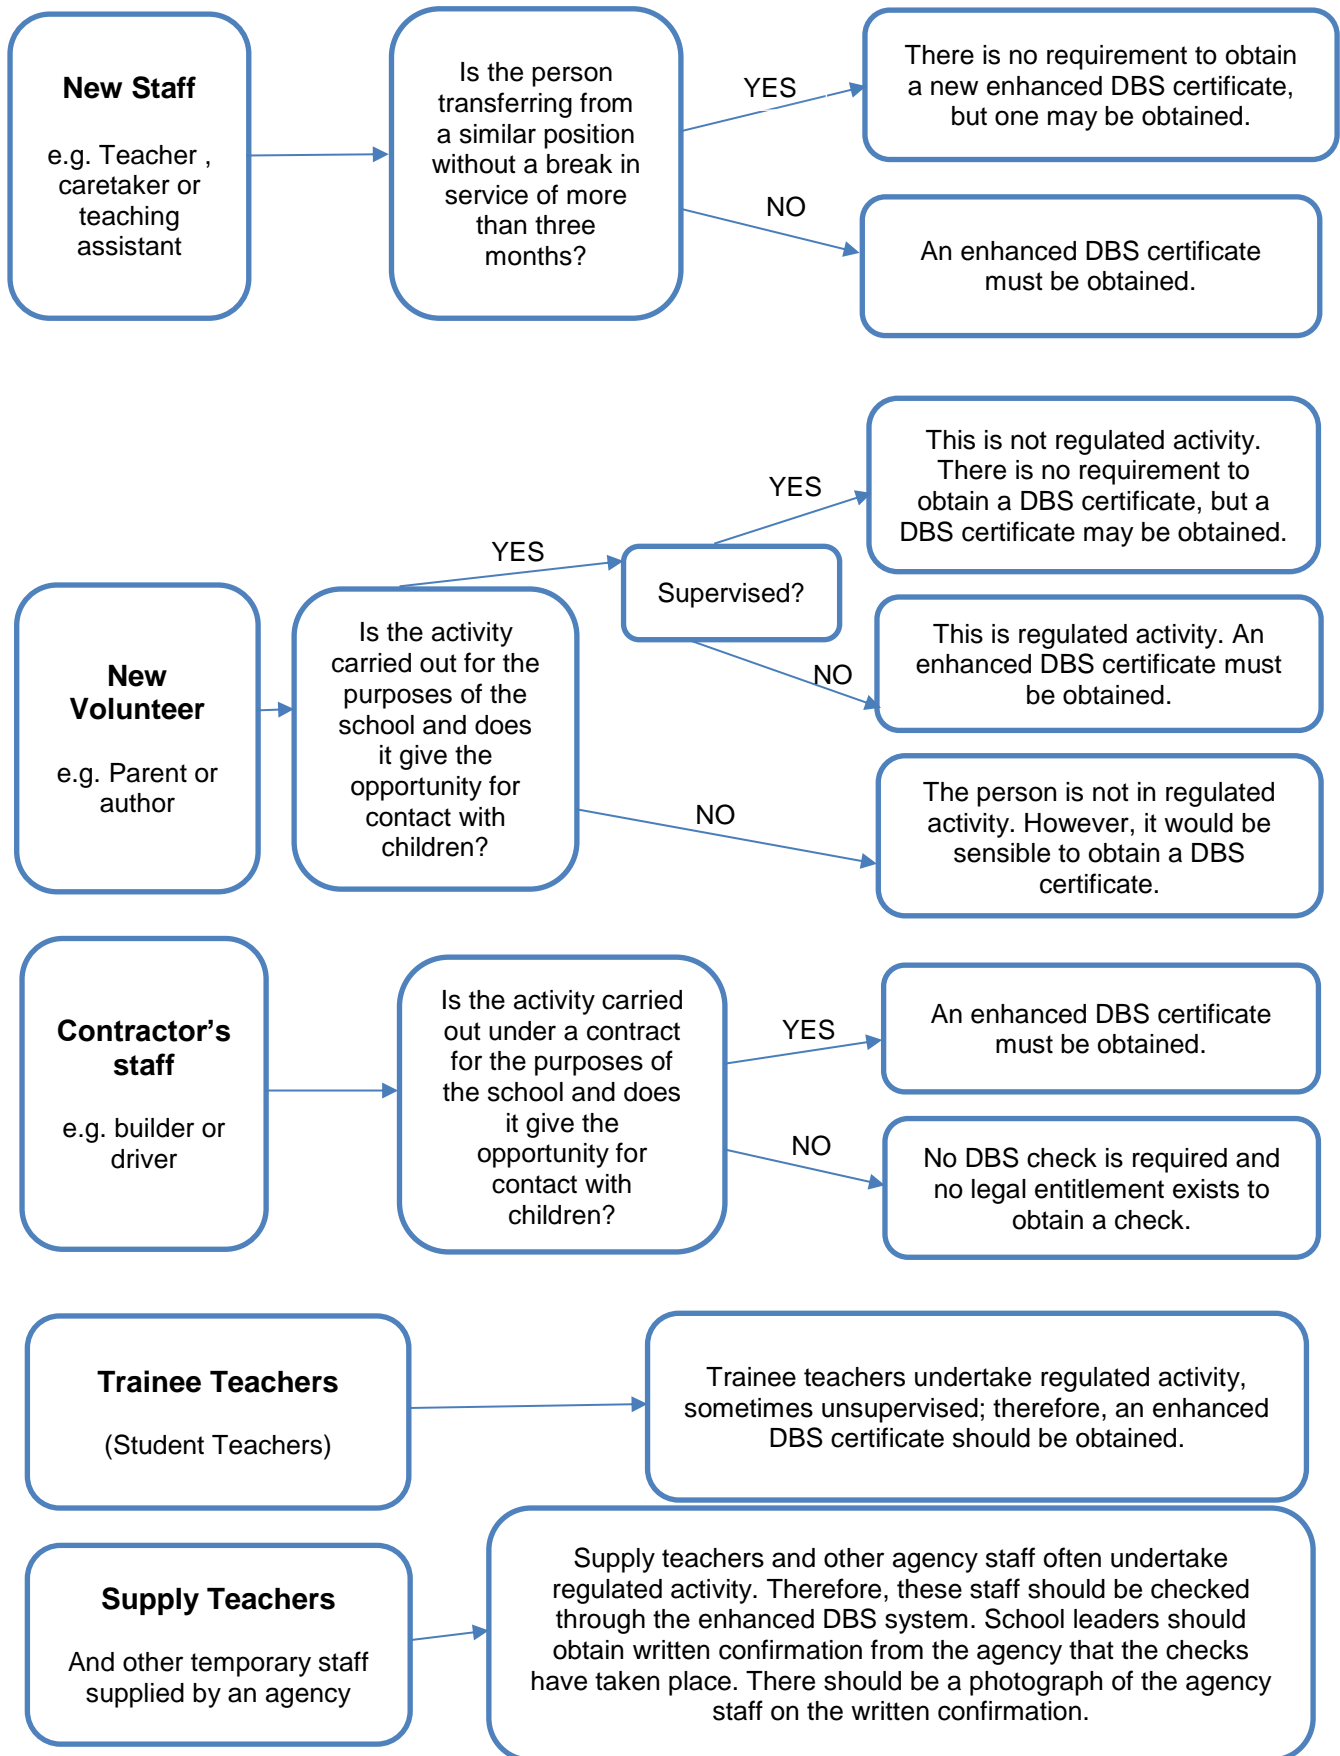 New Staff
e.g. Teacher ,
caretaker or
teaching
assistant
Is the person
transferring from
a similar position
without a break in
service of more
than three
months?
YES
There is no requirement to obtain
a new enhanced DBS certificate,
but one may be obtained.
NO
An enhanced DBS certificate
must be obtained.
New
Volunteer
e.g. Parent or
author
Is the activity
carried out for the
purposes of the
school and does
it give the
opportunity for
contact with
children?
YES
Supervised?
YES
This is not regulated activity.
There is no requirement to
obtain a DBS certificate, but a
DBS certificate may be obtained.
NO
This is regulated activity. An
enhanced DBS certificate must
be obtained.
NO
The person is not in regulated
activity. However, it would be
sensible to obtain a DBS
certificate.
Contractor’s
staff
e.g. builder or
driver
Is the activity carried
out under a contract
for the purposes of
the school and does
it give the
opportunity for
contact with
children?
YES
An enhanced DBS certificate
must be obtained.
NO
No DBS check is required and
no legal entitlement exists to
obtain a check.
Trainee Teachers
(Student Teachers)
Trainee teachers undertake regulated activity,
sometimes unsupervised; therefore, an enhanced
DBS certificate should be obtained.
Supply Teachers
And other temporary staff
supplied by an agency
Supply teachers and other agency staff often undertake
regulated activity. Therefore, these staff should be checked
through the enhanced DBS system. School leaders should
obtain written confirmation from the agency that the checks
have taken place. There should be a photograph of the agency
staff on the written confirmation.